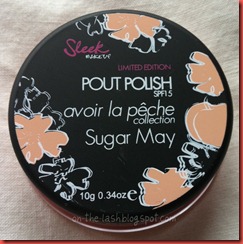 Sleek
MAKEUP
LIMITED EDITION
POUT POLISH
SPF15
avoir la pêche
collection
Sugar May
10g 0.34oz e
on-the-lash.blogspot.com